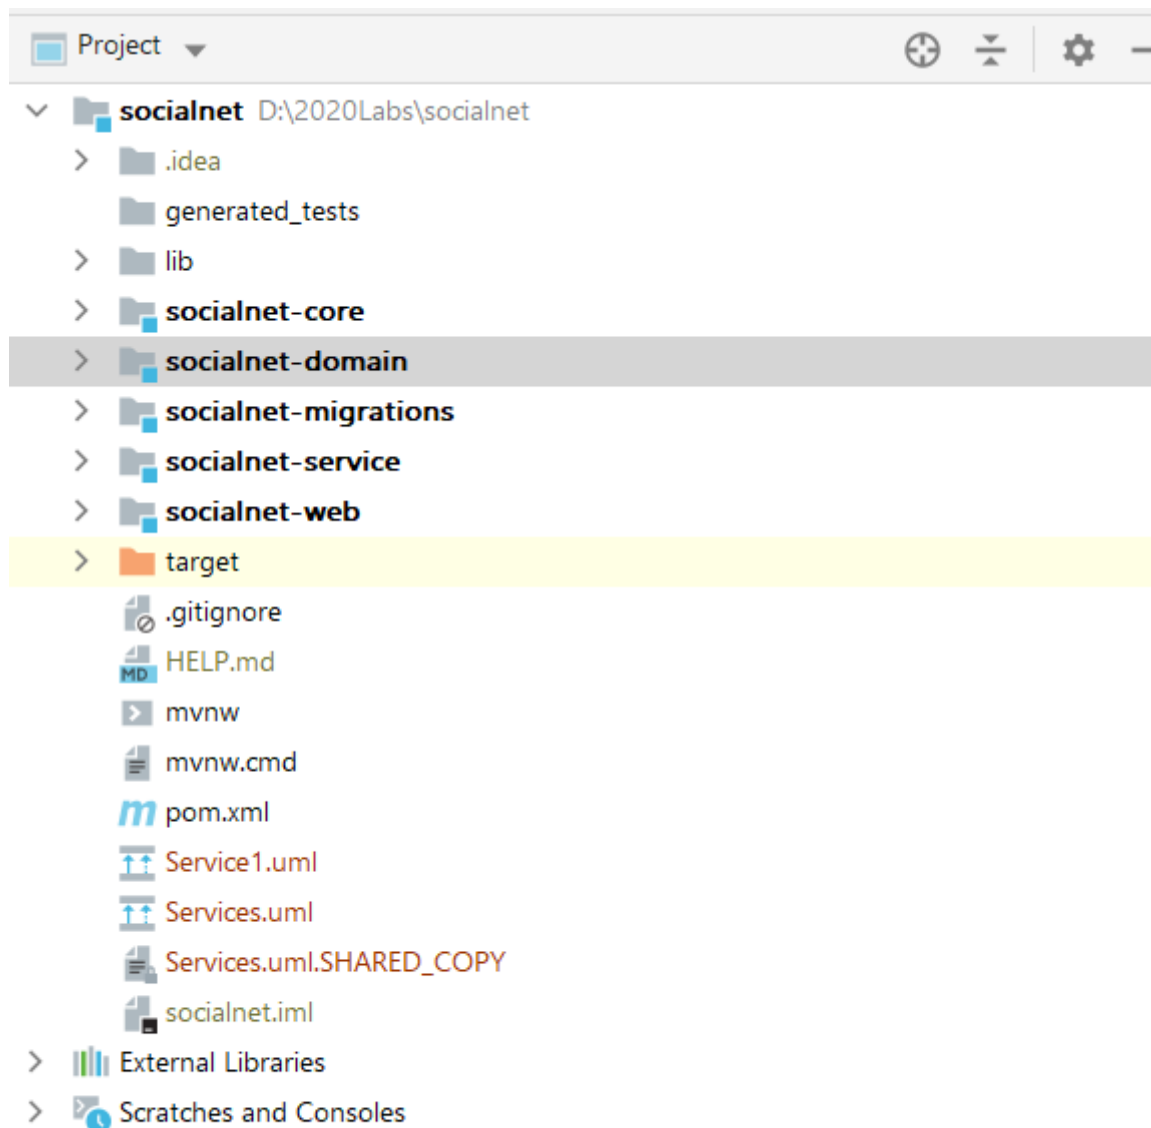 Project
socialnet D:\2020Labs\socialnet
.idea
generated_tests
lib
socialnet-core
socialnet-domain
socialnet-migrations
socialnet-service
socialnet-web
target
.gitignore
MD HELP.md
mvnw
mvnw.cmd
m pom.xml
Service1.uml
Services.uml
Services.uml.SHARED_COPY
socialnet.iml
External Libraries
Scratches and Consoles